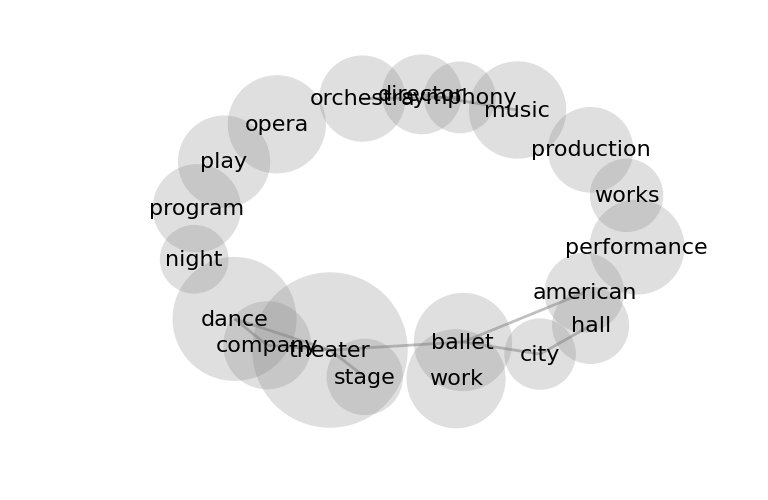 director
orchestra
symphony
music
opera
production
play
works
program
performance
night
american
dance
hall
company
ballet
theater
city
stage
work